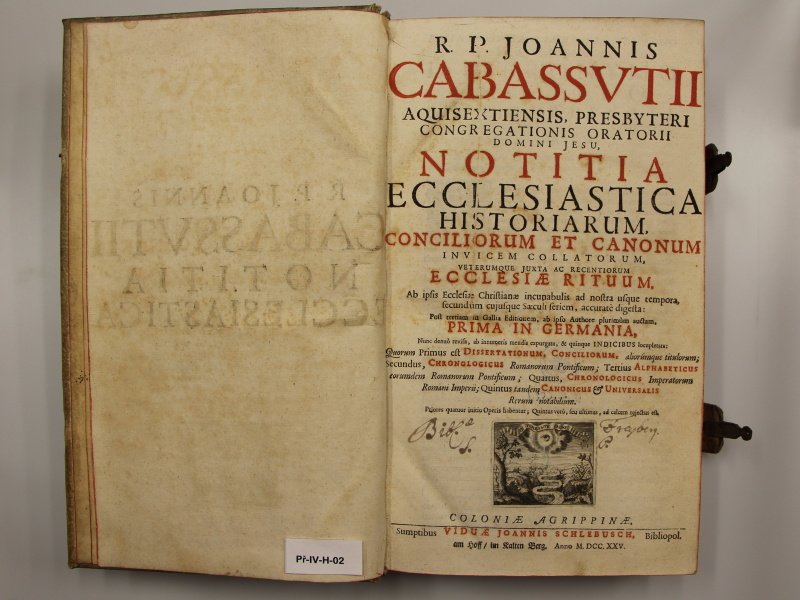 R. P. JOANNIS
CABASSVTII
AQUISEXTIENSIS, PRESBYTERI
CONGREGATIONIS ORATORII
DOMINI JESU,
NOTITIA
ECCLESIASTICA
HISTORIARUM,
CONCILIORUM ET CANONUM
INVICEM COLLATORUM,
VETERUMQUE JUXTA AC RECENTIORUM
ECCLESIÆ RITUUM,
Ab ipsis Ecclesiæ Christianæ incunabulis ad nostra usque tempora,
secundùm cujusque Sæculi seriem, accuratè digesta:
Post tertiam in Gallia Editionem, ab ipso Authore plurimùm auctam,
PRIMA IN GERMANIA,
Nunc denuò revisa, ab innumeris mendis expurgata, & quinque INDICIBUS locupletata:
Quorum Primus est DISSERTATIONUM, CONCILIORUM, aliorúmque titulorum;
Secundus, CHRONOLOGICUS Romanorum Pontificum; Tertius ALPHABETICUS
eorumdem Romanorum Pontificum; Quartus, CHRONOLOGICUS Imperatorum
Romani Imperii; Quintus tandem CANONICUS & UNIVERSALIS
Rerum notabilium.
Priores quatuor initio Operis habentur; Quintus verò, seu ultimus, ad calcem rejectus est.
COLONIÆ AGRIPPINÆ,
Sumptibus VIDUÆ JOANNIS SCHLEBUSCH, Bibliopol.
am Hoff / im Kalten Berg, Anno M. DCC. XXV.
Př-IV-H-02